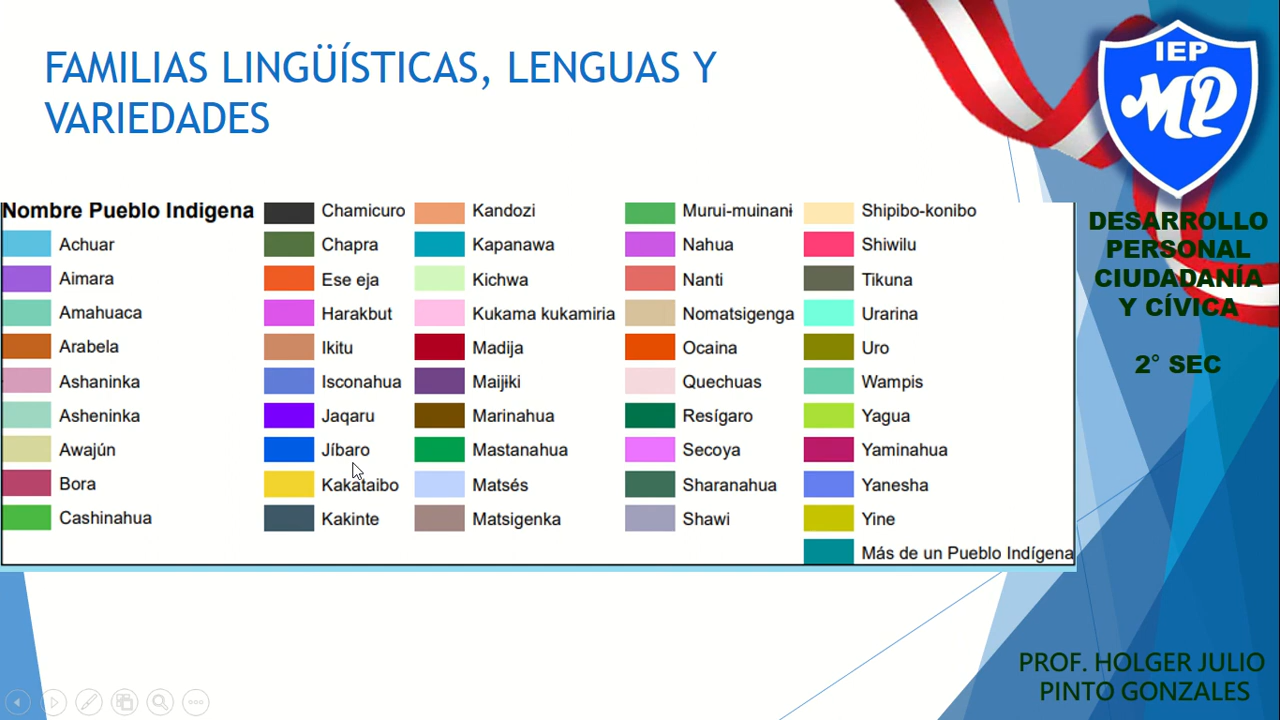 FAMILIAS LINGÜÍSTICAS, LENGUAS Y
VARIEDADES
IEP
MP
DESARROLLO
PERSONAL
CIUDADANÍA
Y CÍVICA
2° SEC
Nombre Pueblo Indigena
Achuar
Aimara
Amahuaca
Arabela
Ashaninka
Asheninka
Awajún
Bora
Cashinahua
Chamicuro
Chapra
Ese eja
Harakbut
Ikitu
Isconahua
Jaqaru
Jíbaro
Kakataibo
Kakinte
Kandozi
Kapanawa
Kichwa
Kukama kukamiria
Madija
Maijiki
Marinahua
Mastanahua
Matsés
Matsigenka
Murui-muinani
Nahua
Nanti
Nomatsigenga
Ocaina
Quechuas
Resígaro
Secoya
Sharanahua
Shawi
Shipibo-konibo
Shiwilu
Tikuna
Urarina
Uro
Wampis
Yagua
Yaminahua
Yanesha
Yine
Más de un Pueblo Indígena
PROF. HOLGER JULIO
PINTO GONZALES